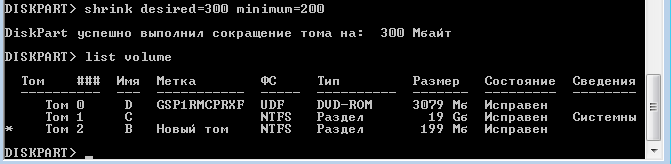 DISKPART> shrink desired=300 minimum=200
DiskPart успешно выполнил сокращение тома на: 300 Мбайт
DISKPART> list volume
Том ### Имя Метка ФС Тип Размер Состояние Сведения
Том 0 D GSP1RMCPRXF UDF DVD-ROM 3079 Мб Исправен
Том 1 C NTFS Раздел 19 Gб Исправен Системны
* Том 2 B Новый том NTFS Раздел 199 Мб Исправен
DISKPART> _